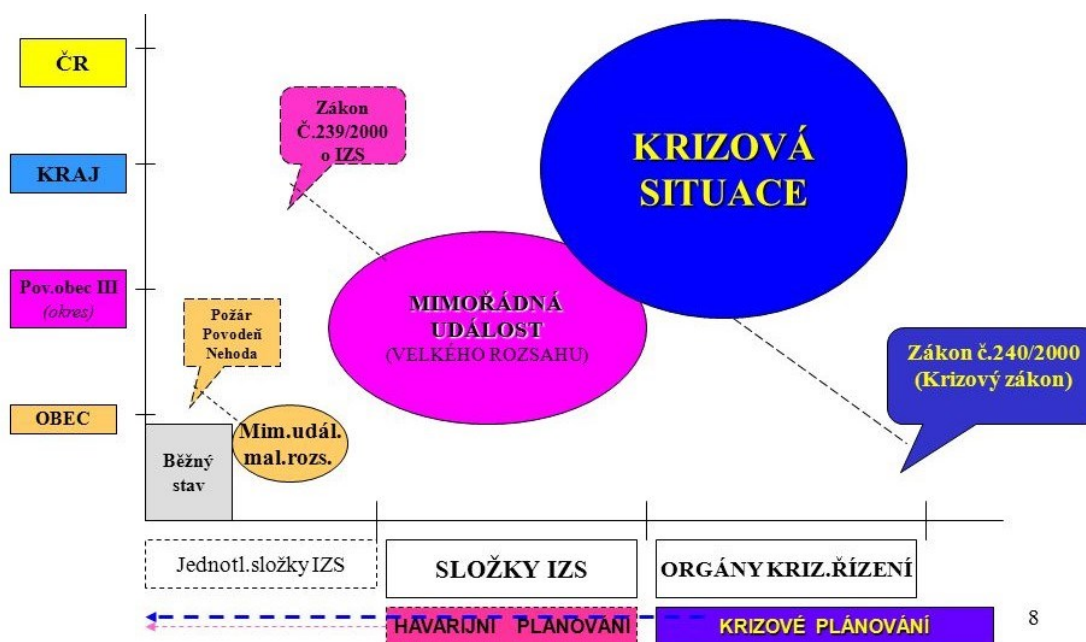 ČR
KRAJ
Pov.obec III
(okres)
OBEC
Zákon
Č.239/2000
o IZS
KRIZOVÁ
SITUACE
MIMOŘÁDNÁ
UDÁLOST
(VELKÉHO ROZSAHU)
Požár
Povodeň
Nehoda
Zákon č.240/2000
(Krizový zákon)
Mim.udál.
mal.rozs.
Běžný
stav
Jednotl.složky IZS
SLOŽKY IZS
ORGÁNY KRIZ.ŘÍZENÍ
HAVARIJNÍ PLÁNOVÁNÍ
KRIZOVÉ PLÁNOVÁNÍ
8